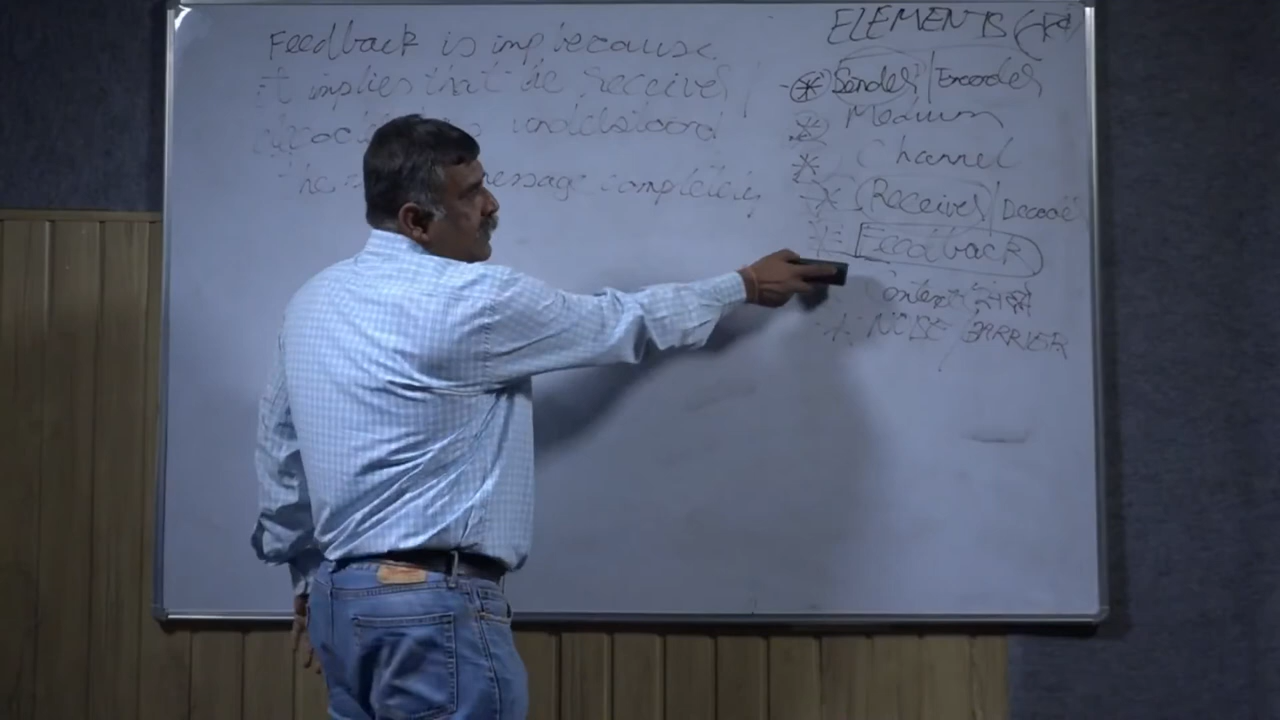 Feedback is imp because
it implies that the receiver /
understood
message completely
ELEMENTS
Sender / Encoder
Medium
Channel
Receiver / Decoder
Feedback
Context
NOISE / BARRIER